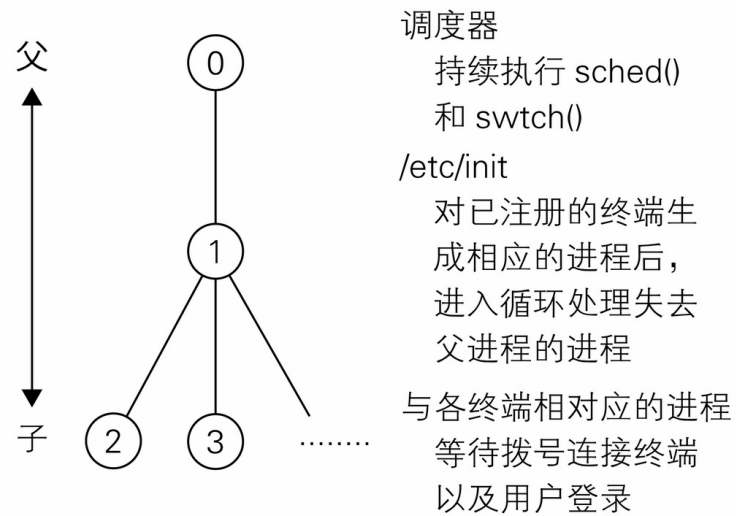 父
0
调度器
持续执行 sched()
和 swtch()
/etc/init
1
对已注册的终端生
成相应的进程后，
进入循环处理失去
父进程的进程
子
2
3
........
与各终端相对应的进程
等待拨号连接终端
以及用户登录